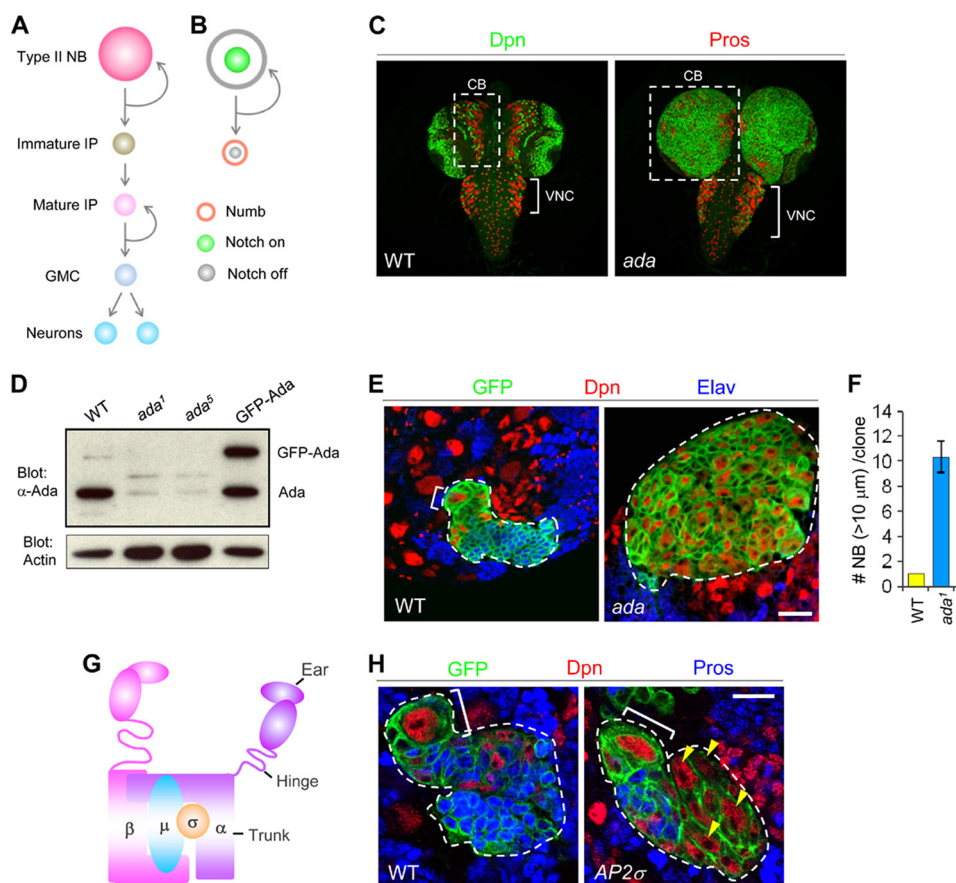 A
Type II NB
Immature IP
Mature IP
GMC
Neurons
B
Numb
Notch on
Notch off
C
Dpn Pros
CB
VNC
WT
CB
VNC
ada
D
WT ada¹ ada⁵ GFP-Ada
Blot:
α-Ada
GFP-Ada
Ada
Blot:
Actin
E
GFP Dpn Elav
WT
ada
F
# NB (>10 μm) /clone
14
12
10
8
6
4
2
0
WT
ada¹
G
Ear
Hinge
Trunk
β μ σ α
H
GFP Dpn Pros
WT
AP2σ